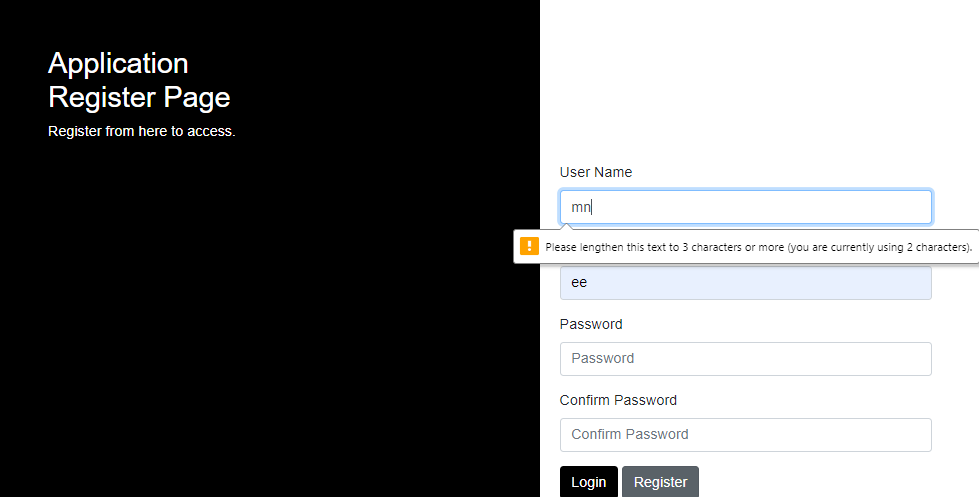 Application
Register Page
Register from here to access.
User Name
mn
Please lengthen this text to 3 characters or more (you are currently using 2 characters).
ee
Password
Password
Confirm Password
Confirm Password
Login Register